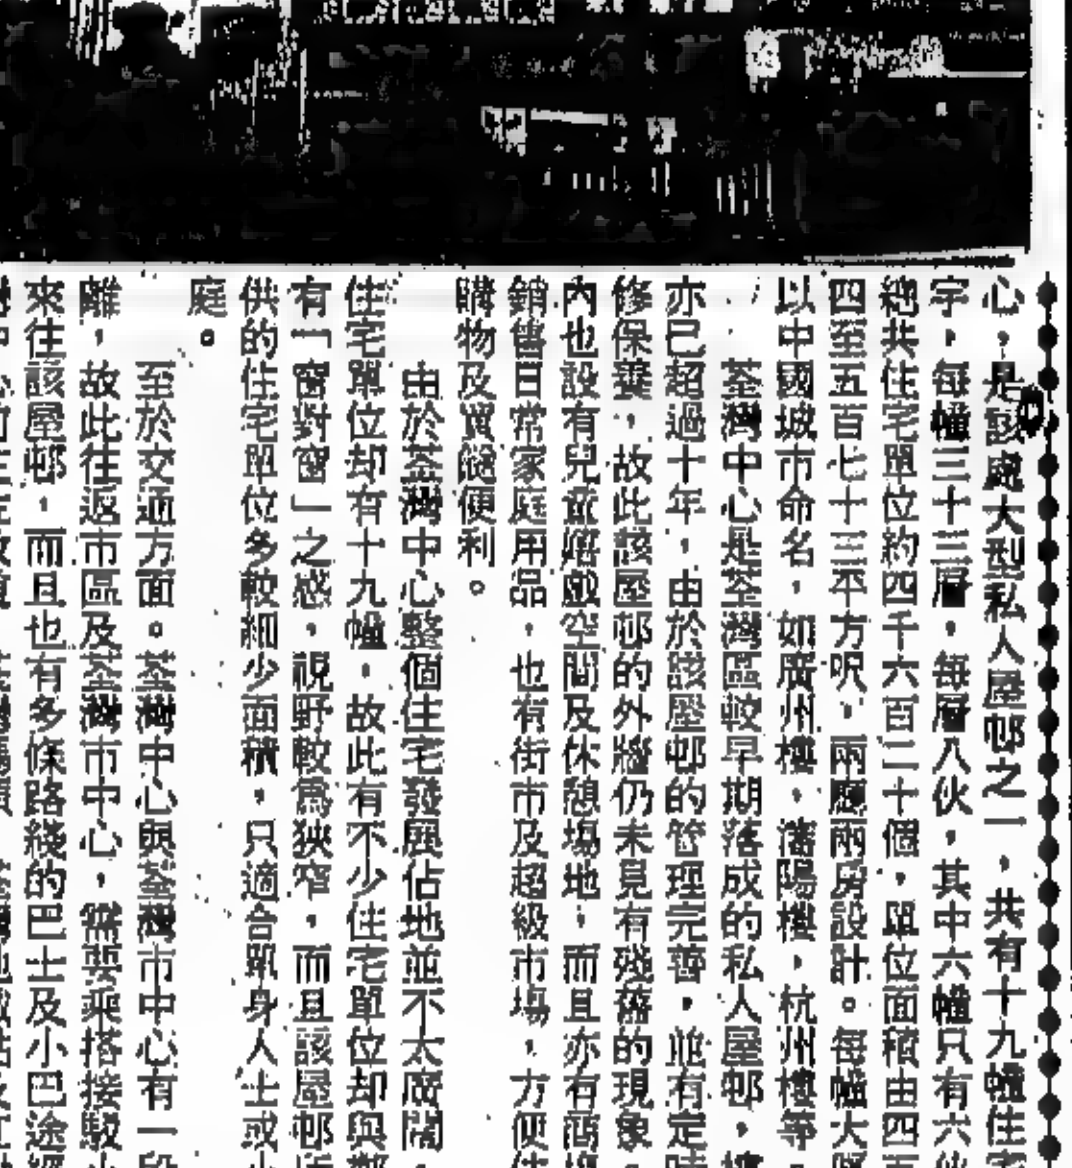 心，是該處大型私人屋邨之一，共有十九幢住宅
宇，每幢三十三層，每層八伙，其中六幢只有六伙
總共住宅單位約四千六百二十個，單位面積由四
四至五百七十三平方呎，兩廳兩房設計。每幢大厦
以中國城市命名，如廣州樓，瀋陽樓，杭州樓等。
荃灣中心是荃灣區較早期落成的私人屋邨，樓
亦已超過十年，由於該屋邨的管理完善，並有定時
修保養，故此該屋邨的外牆仍未見有殘舊的現象，
內也設有兒童嬉戲空間及休憩場地，而且亦有商場
銷售日常家庭用品，也有街市及超級市場，方便住
購物及買餸便利。
由於荃灣中心整個住宅發展佔地並不太廣闊，
住宅單位却有十九幢，故此有不少住宅單位却與鄰
有「窗對窗」之感，視野較為狹窄，而且該屋邨所
供的住宅單位多較細少面積，只適合單身人士或小
庭。
至於交通方面。荃灣中心與荃灣市中心有一段
離，故此往返市區及荃灣市中心，需要乘搭接駁小
來往該屋邨，而且也有多條路綫的巴士及小巴途經